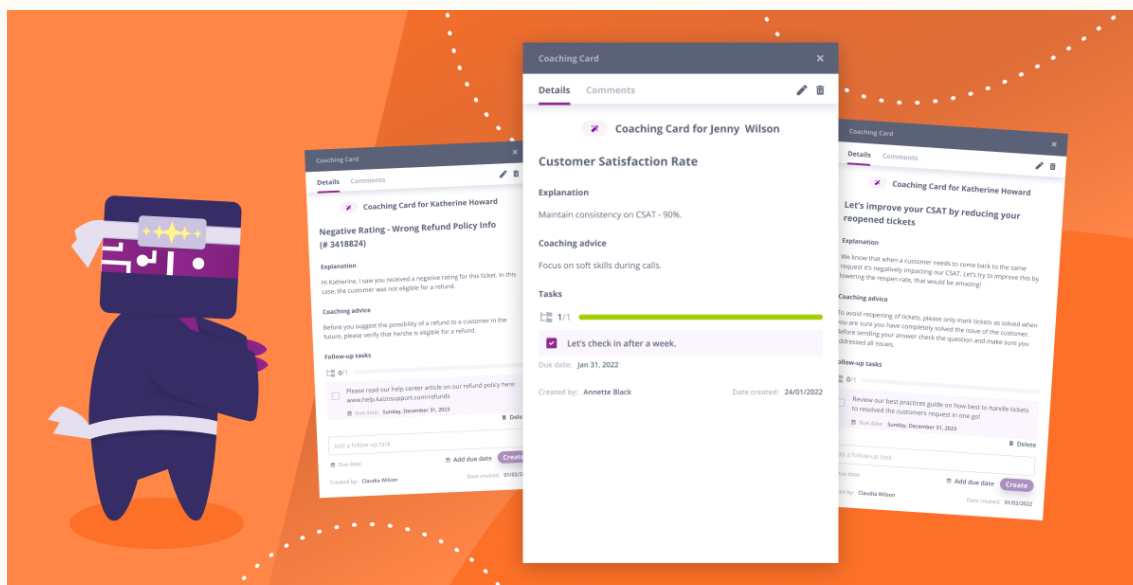 Coaching Card
Details Comments
Coaching Card for Katherine Howard
Negative Rating - Wrong Refund Policy Info
(# 3418824)
Explanation
Hi Katherine, I saw you received a negative rating for this ticket. In this
case, the customer was not eligible for a refund.
Coaching advice
Before you suggest the possibility of a refund to a customer in the
future, please verify that he/she is eligible for a refund.
Follow-up tasks
0/1
Please read our help center article on our refund policy here:
www.help.kaizosupport.com/refunds
Due date: Sunday, December 31, 2023
Dele
Add a follow-up task
Due date: Add due date Create
Created by: Claudia Wilson Date created: 01/02/2
Coaching Card
Details Comments
Coaching Card for Jenny Wilson
Customer Satisfaction Rate
Explanation
Maintain consistency on CSAT - 90%.
Coaching advice
Focus on soft skills during calls.
Tasks
1/1
Let's check in after a week.
Due date: Jan 31, 2022
Created by: Annette Black Date created: 24/01/2022
Coaching Card
Details Comments
Coaching Card for Katherine Howard
Let's improve your CSAT by reducing your
reopened tickets
Explanation
We know that when a customer needs to come back to the same
request it's negatively impacting our CSAT. Let's try to improve this by
lowering the reopen rate, that would be amazing!
Coaching advice
To avoid reopening of tickets, please only mark tickets as solved when
you are sure you have completely solved the issue of the customer.
Before sending your answer check the question and make sure you
addressed all issues.
ollow-up tasks
0/1
Review our best practices guide on how best to handle tickets
to resolved the customers request in one go!
Due date: Sunday, December 31, 2023
Delete
dd a follow-up task
ue date: Add due date Create
ed by: Claudia Wilson Date created: 01/02/2022